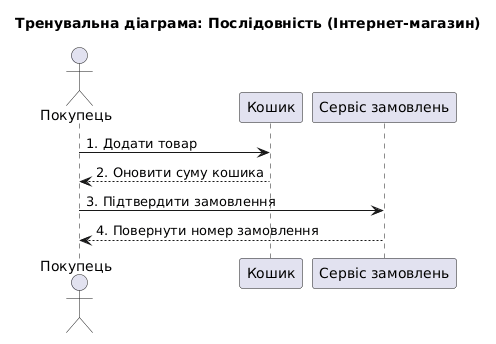 Тренувальна діаграма: Послідовність (Інтернет-магазин)
Покупець
Кошик
Сервіс замовлень
1. Додати товар
2. Оновити суму кошика
3. Підтвердити замовлення
4. Повернути номер замовлення
Покупець
Кошик
Сервіс замовлень